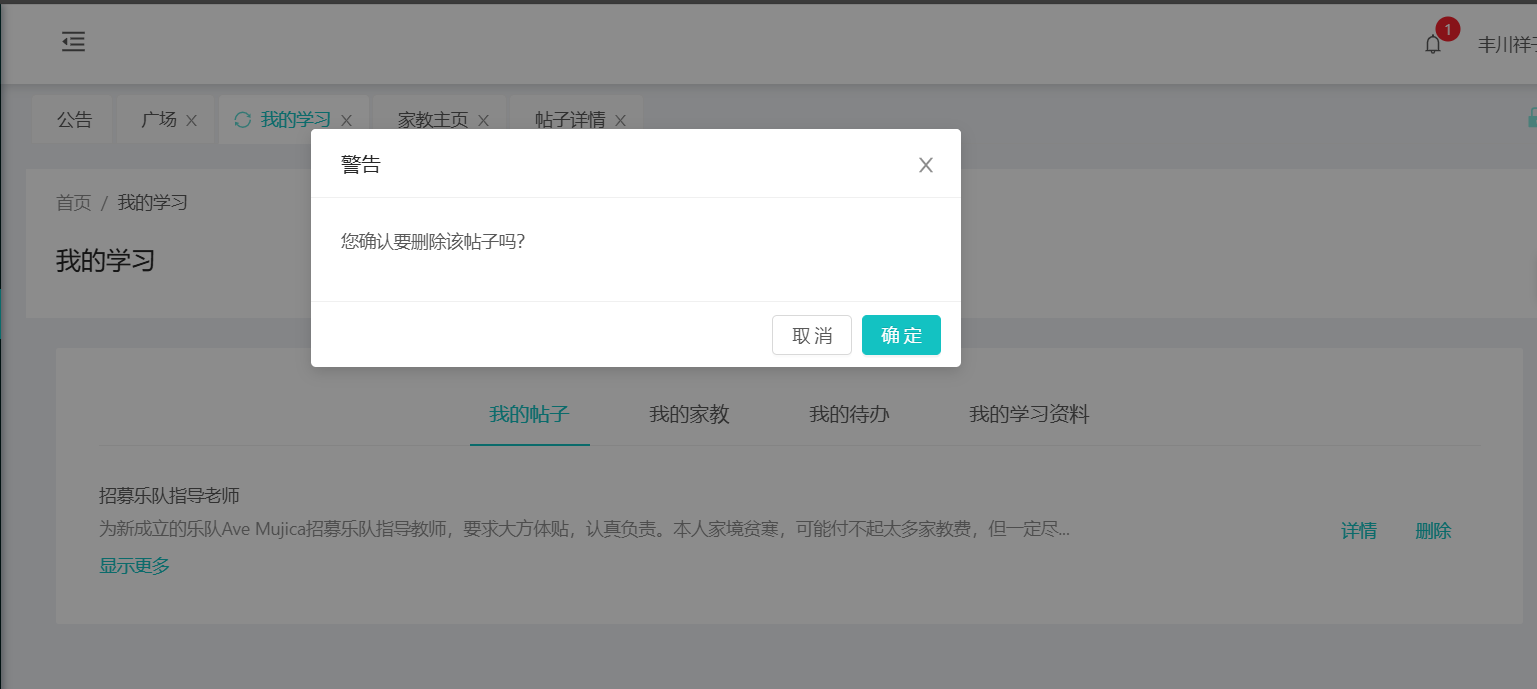 1
丰川祥子
公告
广场
我的学习
家教主页
帖子详情
警告
首页 / 我的学习
您确认要删除该帖子吗?
我的学习
取 消
确 定
我的帖子
我的家教
我的待办
我的学习资料
招募乐队指导老师
为新成立的乐队Ave Mujica招募乐队指导教师，要求大方体贴，认真负责。本人家境贫寒，可能付不起太多家教费，但一定尽...
详情
删除
显示更多